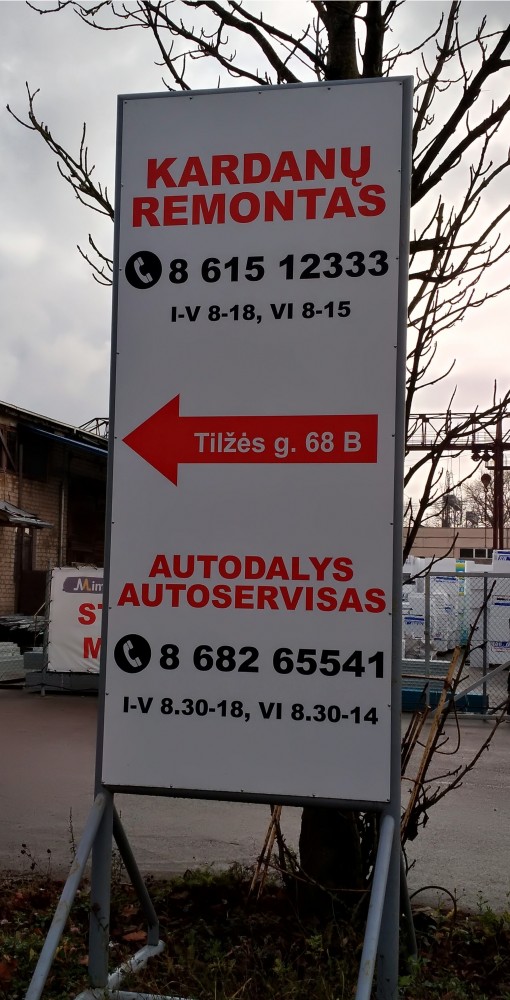 KARDANŲ
REMONTAS
8 615 12333
I-V 8-18, VI 8-15
Tilžės g. 68 B
AUTODALYS
AUTOSERVISAS
8 682 65541
I-V 8.30-18, VI 8.30-14